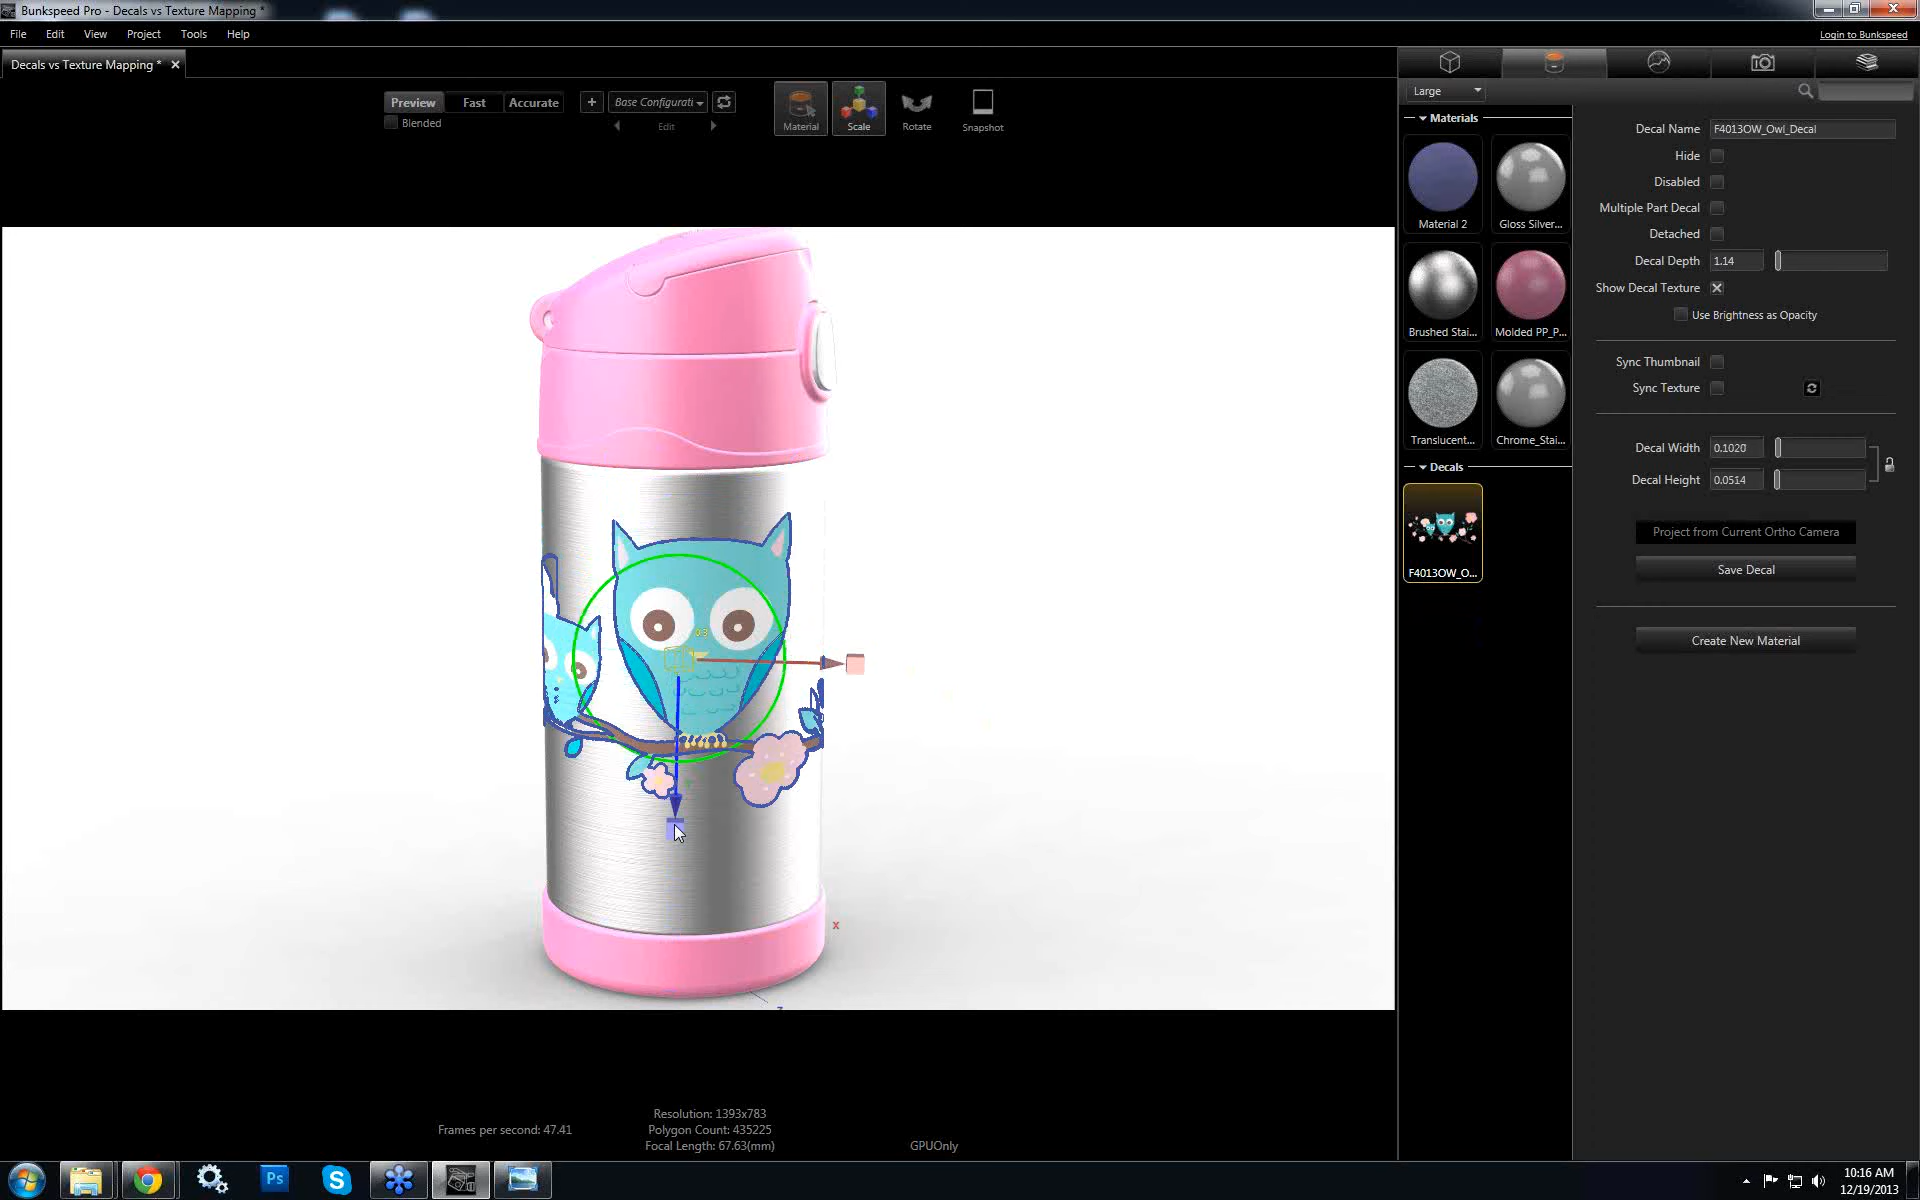 Bunkspeed Pro - Decals vs Texture Mapping *
File Edit View Project Tools Help
Login to Bunkspeed
Decals vs Texture Mapping *
Preview Fast Accurate
Blended
Base Configurati
Edit
Material Scale Rotate Snapshot
Large
Materials
Material 2
Gloss Silver...
Brushed Stai...
Molded PP_P...
Translucent...
Chrome_Stai...
Decals
F4013OW_O...
Decal Name F4013OW_Owl_Decal
Hide
Disabled
Multiple Part Decal
Detached
Decal Depth 1.14
Show Decal Texture
Use Brightness as Opacity
Sync Thumbnail
Sync Texture
Decal Width 0.1020
Decal Height 0.0514
Project from Current Ortho Camera
Save Decal
Create New Material
x
z
Frames per second: 47.41
Resolution: 1393x783
Polygon Count: 435225
Focal Length: 67.63(mm)
GPUOnly
Ps
10:16 AM
12/19/2013